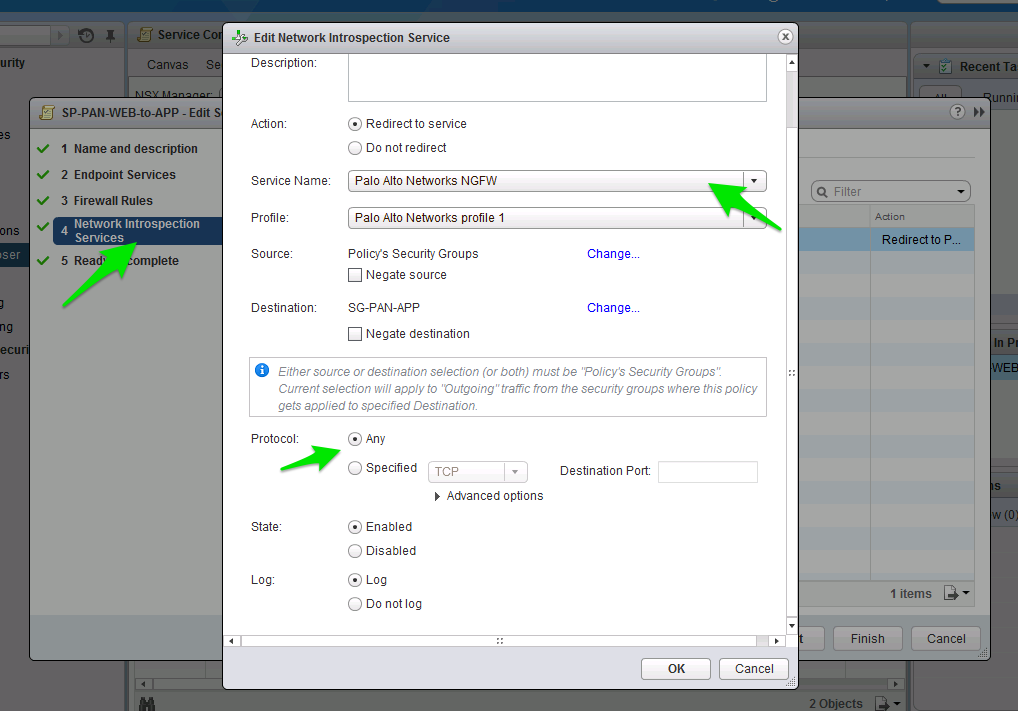 Edit Network Introspection Service
Description:
Action:
Redirect to service
Do not redirect
Service Name:
Palo Alto Networks NGFW
Profile:
Palo Alto Networks profile 1
Source:
Policy's Security Groups
Change...
Negate source
Destination:
SG-PAN-APP
Change...
Negate destination
Either source or destination selection (or both) must be "Policy's Security Groups".
Current selection will apply to "Outgoing" traffic from the security groups where this policy
gets applied to specified Destination.
Protocol:
Any
Specified
TCP
Destination Port:
Advanced options
State:
Enabled
Disabled
Log:
Log
Do not log
OK
Cancel
SP-PAN-WEB-to-APP - Edit S
1 Name and description
2 Endpoint Services
3 Firewall Rules
4 Network Introspection
Services
5 Read complete
?
Filter
Action
Redirect to P...
1 items
Finish
Cancel
Service Con
Canvas
Se
NSX Manager:
Recent Ta
All
Runnin
urity
es
ons
oser
g
ng
ecuri
rs
In Pr
-WEB
ns
w (0)
2 Objects